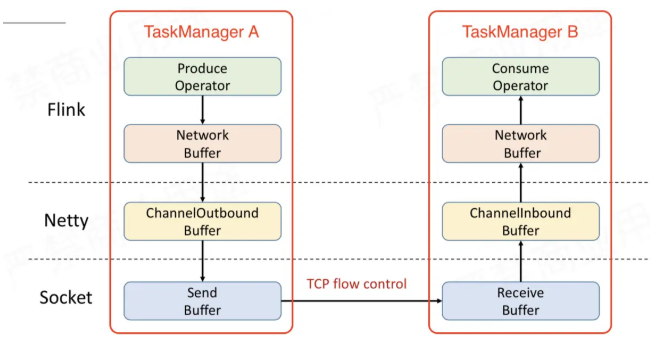 TaskManager A
TaskManager B
Produce
Operator
Consume
Operator
Flink
Network
Buffer
Network
Buffer
Netty
ChannelOutbound
Buffer
ChannelInbound
Buffer
Socket
Send
Buffer
TCP flow control
Receive
Buffer